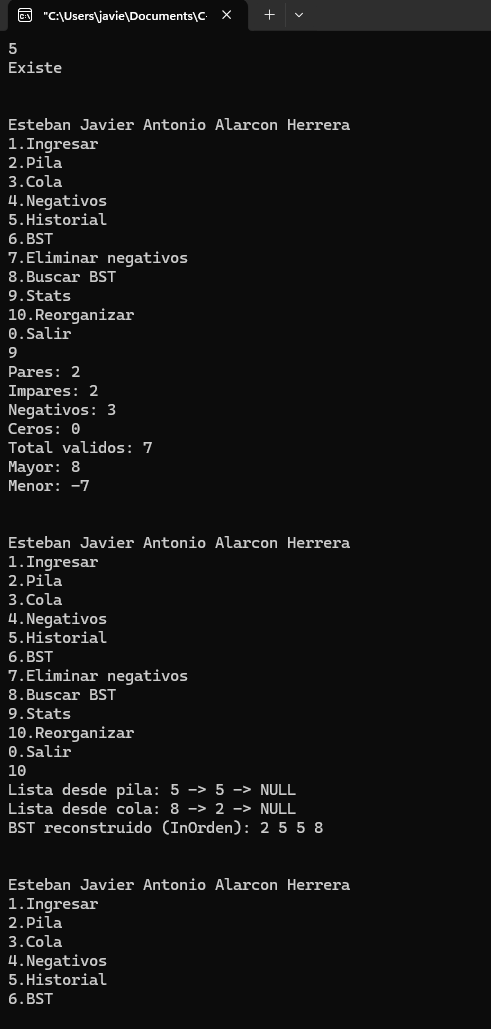 "C:\Users\javie\Documents\C-
5
Existe
Esteban Javier Antonio Alarcon Herrera
1.Ingresar
2.Pila
3.Cola
4.Negativos
5.Historial
6.BST
7.Eliminar negativos
8.Buscar BST
9.Stats
10.Reorganizar
0.Salir
9
Pares: 2
Impares: 2
Negativos: 3
Ceros: 0
Total validos: 7
Mayor: 8
Menor: -7
Esteban Javier Antonio Alarcon Herrera
1.Ingresar
2.Pila
3.Cola
4.Negativos
5.Historial
6.BST
7.Eliminar negativos
8.Buscar BST
9.Stats
10.Reorganizar
0.Salir
10
Lista desde pila: 5 -> 5 -> NULL
Lista desde cola: 8 -> 2 -> NULL
BST reconstruido (InOrden): 2 5 5 8
Esteban Javier Antonio Alarcon Herrera
1.Ingresar
2.Pila
3.Cola
4.Negativos
5.Historial
6.BST